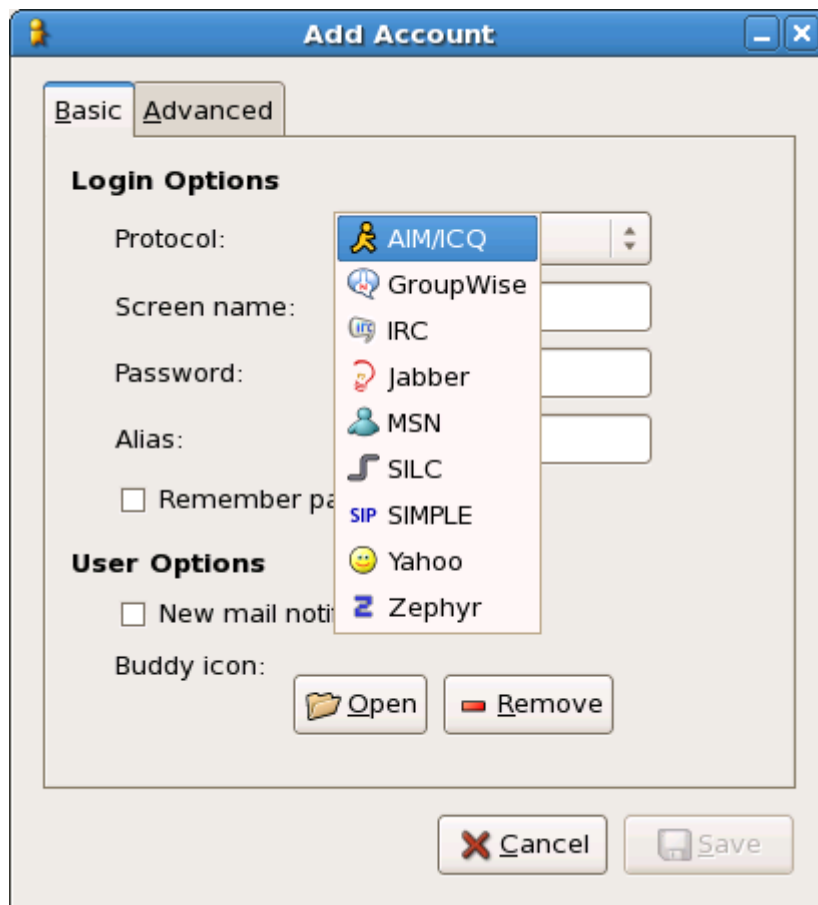 Add Account
Basic Advanced
Login Options
Protocol: AIM/ICQ
GroupWise
Screen name:
IRC
Password: Jabber
MSN
Alias:
SILC
Remember pa
SIP SIMPLE
User Options Yahoo
New mail noti Zephyr
Buddy icon:
Open Remove
Cancel Save